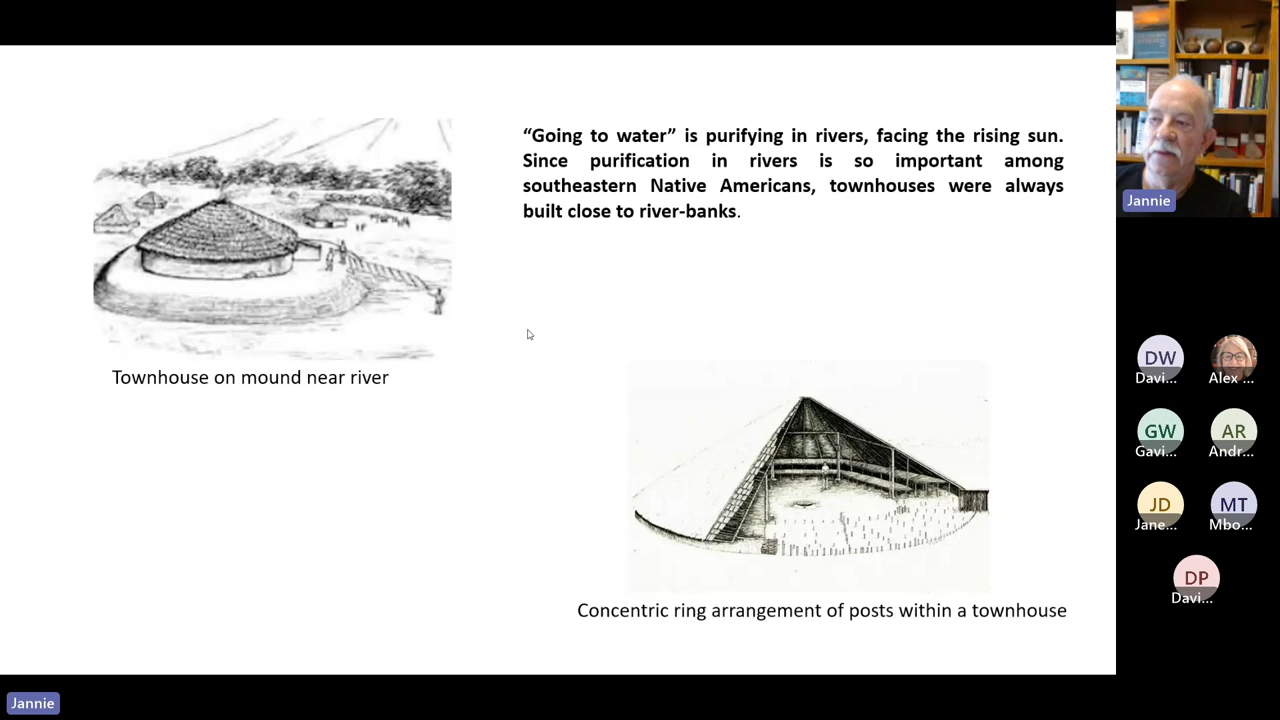 “Going to water” is purifying in rivers, facing the rising sun.
Since purification in rivers is so important among
southeastern Native Americans, townhouses were always
built close to river-banks.
Townhouse on mound near river
Concentric ring arrangement of posts within a townhouse
Jannie
DW
Davi...
Alex ...
GW
Gavi...
AR
Andr...
JD
Jane...
MT
Mbo...
DP
Davi...
Jannie